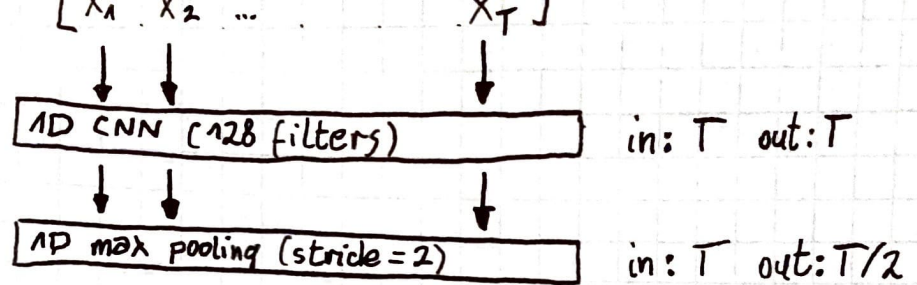 [ x1 x2 ... xT ]
1D CNN (128 filters) in: T out: T
1D max pooling (stride = 2) in: T out: T/2